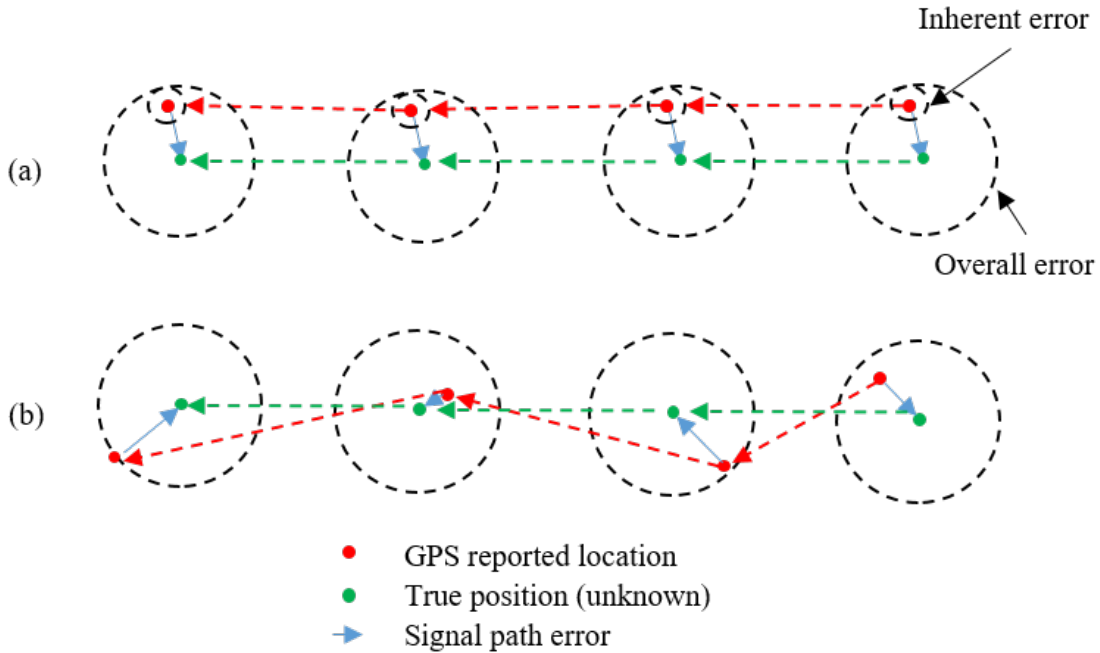 Inherent error
(a)
Overall error
(b)
GPS reported location
True position (unknown)
Signal path error